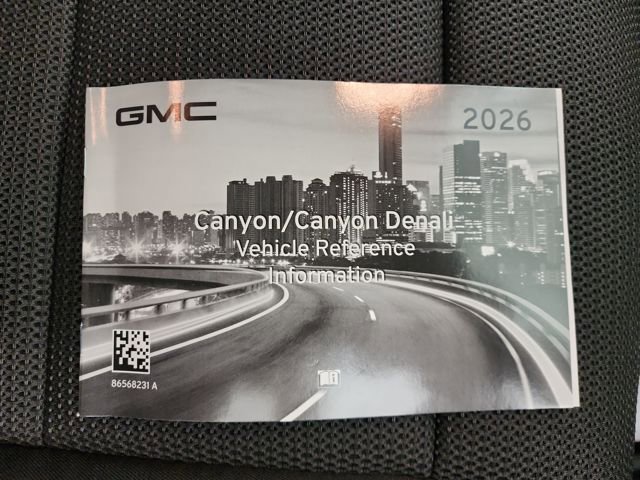 GMC
2026
Canyon/Canyon Denali
Vehicle Reference
Information
86568231 A